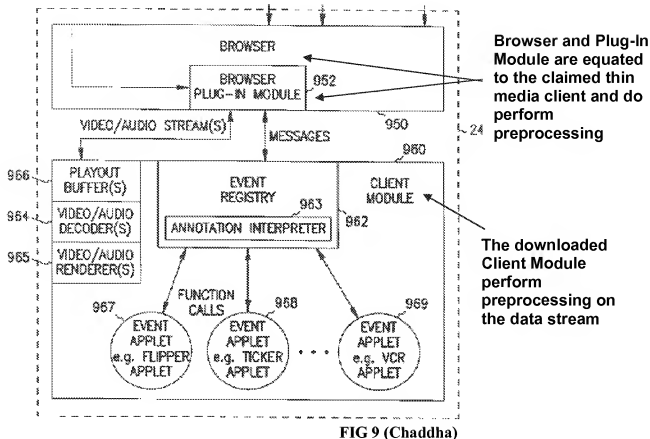 BROWSER
BROWSER
PLUG-IN MODULE
952
950
VIDEO/AUDIO STREAM(S)
MESSAGES
24
960
966
PLAYOUT
BUFFER(S)
964
VIDEO/AUDIO
DECODER(S)
965
VIDEO/AUDIO
RENDERER(S)
EVENT
REGISTRY
963
ANNOTATION INTERPRETER
962
CLIENT
MODULE
FUNCTION
CALLS
967
EVENT
APPLET
e.g. FLIPPER
APPLET
968
EVENT
APPLET
e.g. TICKER
APPLET
969
EVENT
APPLET
e.g. VCR
APPLET
Browser and Plug-In
Module are equated
to the claimed thin
media client and do
perform
preprocessing
The downloaded
Client Module
perform
preprocessing on
the data stream
FIG 9 (Chaddha)